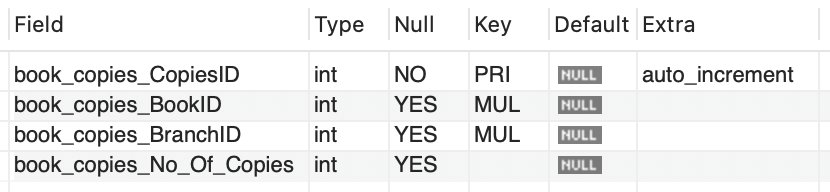 Field Type Null Key Default Extra
book_copies_CopiesID int NO PRI NULL auto_increment
book_copies_BookID int YES MUL NULL
book_copies_BranchID int YES MUL NULL
book_copies_No_Of_Copies int YES NULL